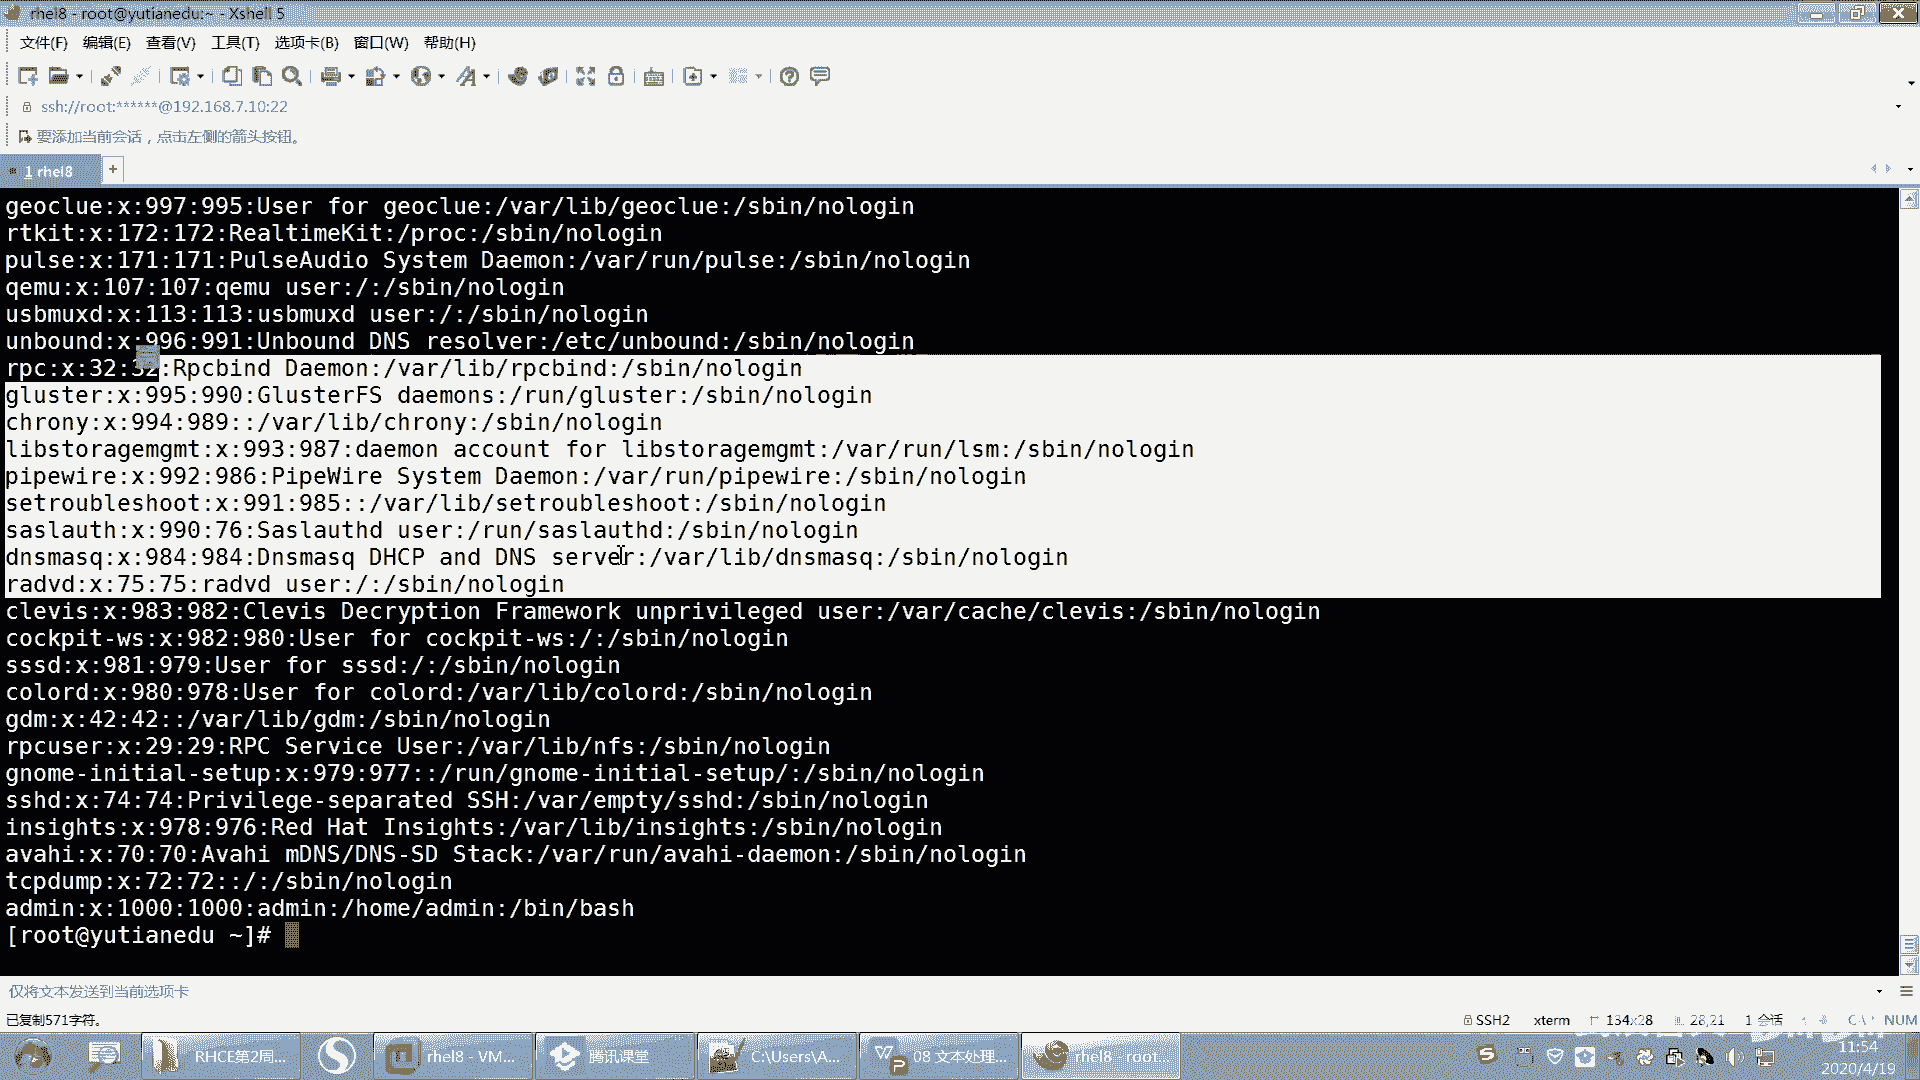 rhel8 - root@yutianedu:~ - Xshell 5
文件(F) 编辑(E) 查看(V) 工具(T) 选项卡(B) 窗口(W) 帮助(H)
ssh://root:******@192.168.7.10:22
要添加当前会话，点击左侧的箭头按钮。
1 rhel8
geoclue:x:997:995:User for geoclue:/var/lib/geoclue:/sbin/nologin
rtkit:x:172:172:RealtimeKit:/proc:/sbin/nologin
pulse:x:171:171:PulseAudio System Daemon:/var/run/pulse:/sbin/nologin
qemu:x:107:107:qemu user:/:/sbin/nologin
usbmuxd:x:113:113:usbmuxd user:/:/sbin/nologin
unbound:x:996:991:Unbound DNS resolver:/etc/unbound:/sbin/nologin
rpc:x:32:32:Rpcbind Daemon:/var/lib/rpcbind:/sbin/nologin
gluster:x:995:990:GlusterFS daemons:/run/gluster:/sbin/nologin
chrony:x:994:989::/var/lib/chrony:/sbin/nologin
libstoragemgmt:x:993:987:daemon account for libstoragemgmt:/var/run/lsm:/sbin/nologin
pipewire:x:992:986:PipeWire System Daemon:/var/run/pipewire:/sbin/nologin
setroubleshoot:x:991:985::/var/lib/setroubleshoot:/sbin/nologin
saslauth:x:990:76:Saslauthd user:/run/saslauthd:/sbin/nologin
dnsmasq:x:984:984:Dnsmasq DHCP and DNS server:/var/lib/dnsmasq:/sbin/nologin
radvd:x:75:75:radvd user:/:/sbin/nologin
clevis:x:983:982:Clevis Decryption Framework unprivileged user:/var/cache/clevis:/sbin/nologin
cockpit-ws:x:982:980:User for cockpit-ws:/:/sbin/nologin
sssd:x:981:979:User for sssd:/:/sbin/nologin
colord:x:980:978:User for colord:/var/lib/colord:/sbin/nologin
gdm:x:42:42::/var/lib/gdm:/sbin/nologin
rpcuser:x:29:29:RPC Service User:/var/lib/nfs:/sbin/nologin
gnome-initial-setup:x:979:977::/run/gnome-initial-setup/:/sbin/nologin
sshd:x:74:74:Privilege-separated SSH:/var/empty/sshd:/sbin/nologin
insights:x:978:976:Red Hat Insights:/var/lib/insights:/sbin/nologin
avahi:x:70:70:Avahi mDNS/DNS-SD Stack:/var/run/avahi-daemon:/sbin/nologin
tcpdump:x:72:72::/:/sbin/nologin
admin:x:1000:1000:admin:/home/admin:/bin/bash
[root@yutianedu ~]#
仅将文本发送到当前选项卡
已复制571字符。 SSH2 xterm 134x28 28,21 1 会话 NUM
RHCE第2周... rhel8 - VM... 腾讯课堂 C:\Users\A... 08 文本处理... rhel8 - root... 11:54
2020/4/19